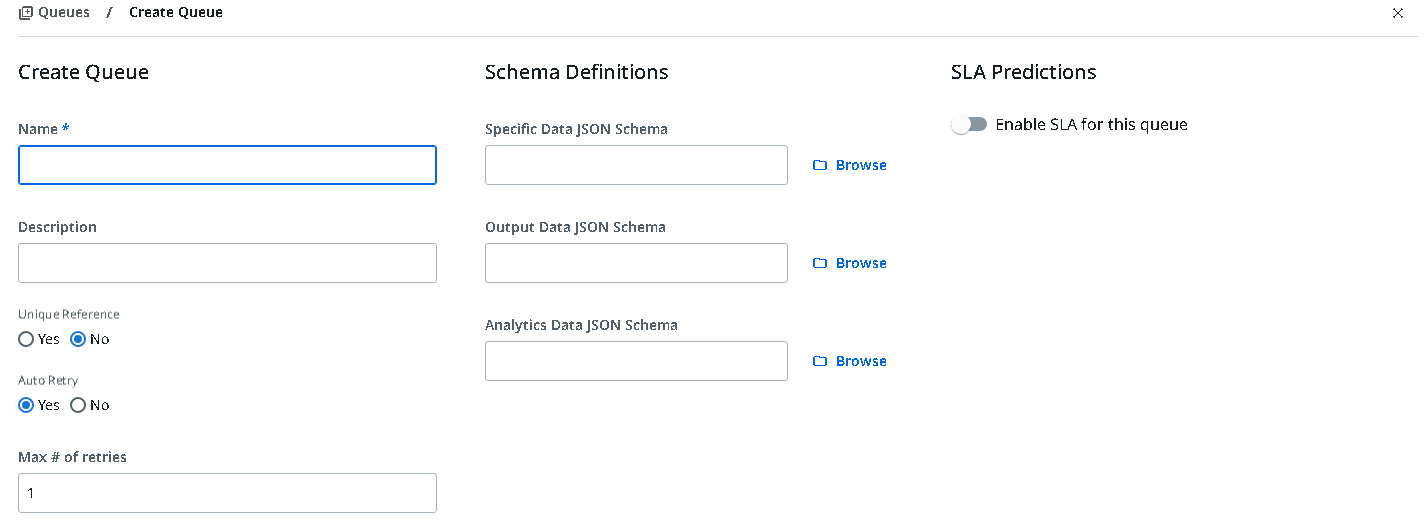 Queues / Create Queue
Create Queue
Name *
Description
Unique Reference
Yes No
Auto Retry
Yes No
Max # of retries
1
Schema Definitions
Specific Data JSON Schema
Browse
Output Data JSON Schema
Browse
Analytics Data JSON Schema
Browse
SLA Predictions
Enable SLA for this queue